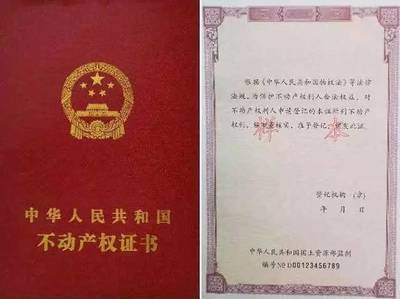 中华人民共和国
不动产权证书
根据《中华人民共和国物权法》等法律
法规,为保护不动产权利人合法权益,对
不动产权利人申请登记的本证所列不动产
权利,经审查核实,准予登记,颁发此证。
样本
登记机构（章）
年 月 日
中华人民共和国国土资源部监制
编号 NO D00123456789